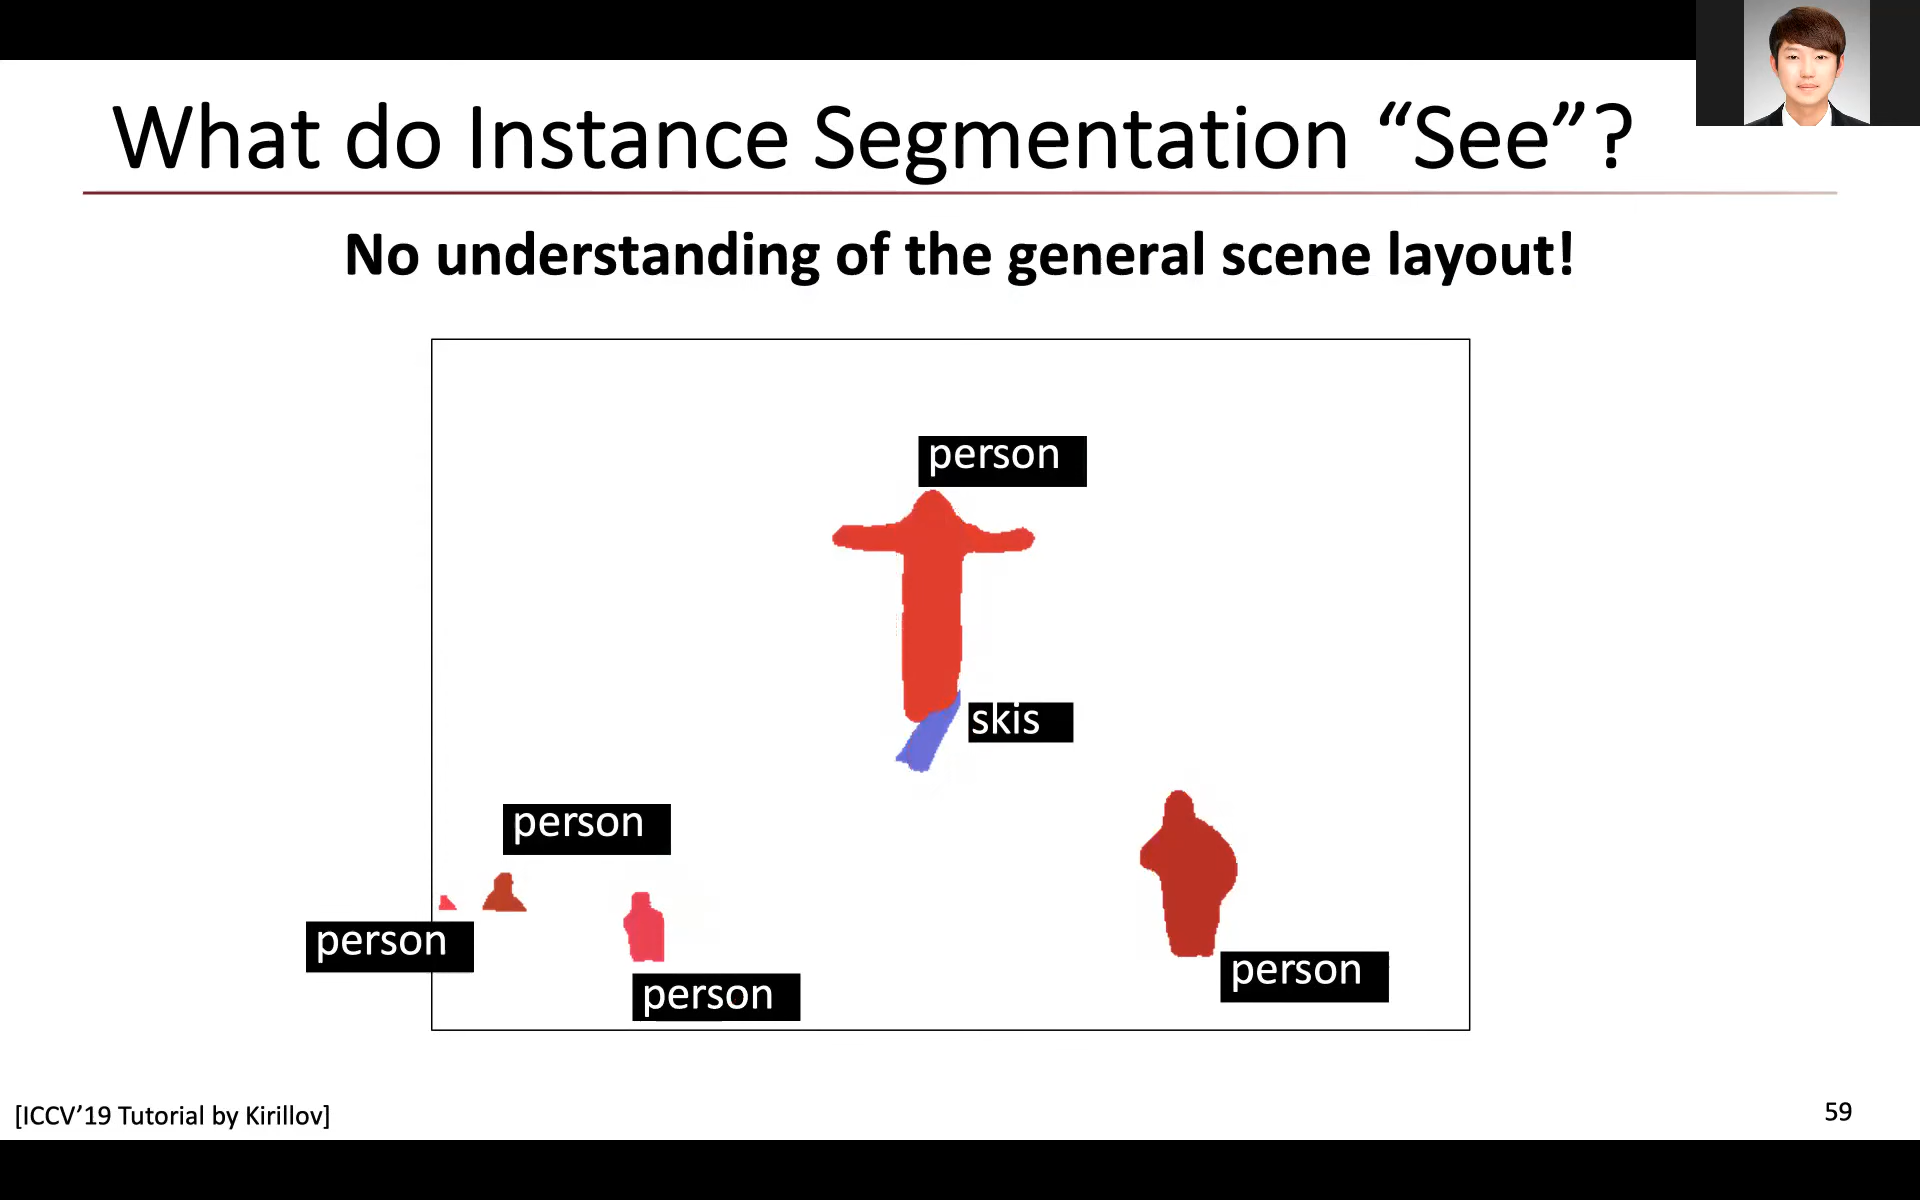 What do Instance Segmentation “See”?
No understanding of the general scene layout!
person
skis
person
person
person
person
[ICCV’19 Tutorial by Kirillov]
59